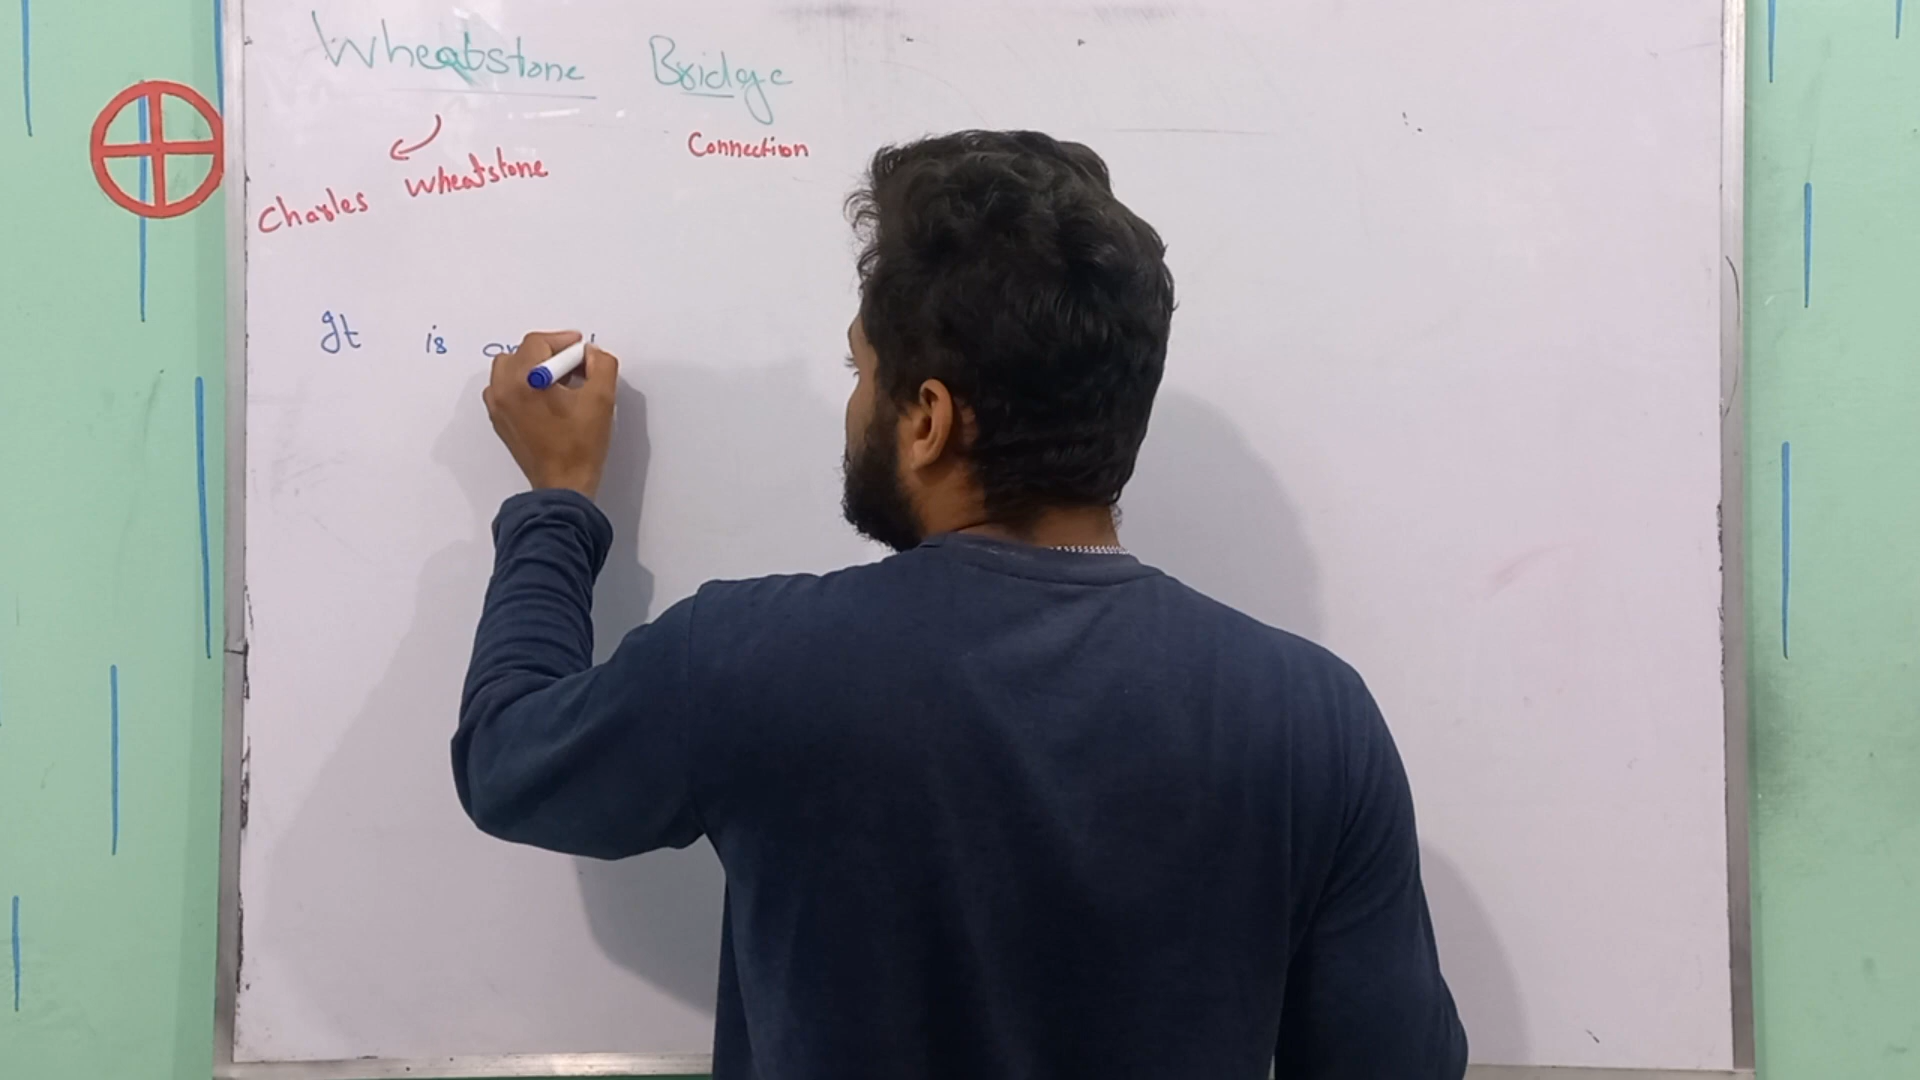 Wheatstone Bridge
Connection
Charles Wheatstone
It is